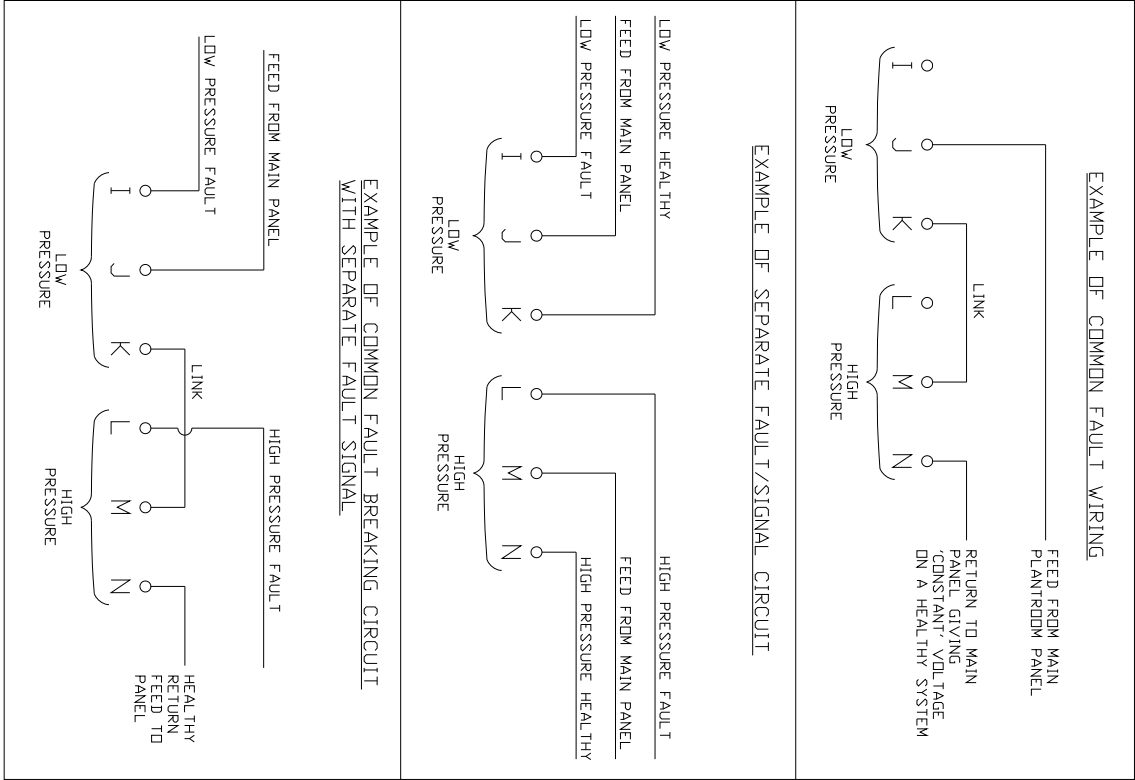 EXAMPLE OF COMMON FAULT WIRING
FEED FROM MAIN
PLANTROOM PANEL
LINK
RETURN TO MAIN
PANEL GIVING
'CONSTANT' VOLTAGE
ON A HEALTHY SYSTEM
I J K L M N
LOW
PRESSURE
HIGH
PRESSURE
EXAMPLE OF SEPARATE FAULT/SIGNAL CIRCUIT
LOW PRESSURE HEALTHY
HIGH PRESSURE FAULT
FEED FROM MAIN PANEL
FEED FROM MAIN PANEL
LOW PRESSURE FAULT
HIGH PRESSURE HEALTHY
I J K L M N
LOW
PRESSURE
HIGH
PRESSURE
EXAMPLE OF COMMON FAULT BREAKING CIRCUIT
WITH SEPARATE FAULT SIGNAL
FEED FROM MAIN PANEL
HIGH PRESSURE FAULT
LOW PRESSURE FAULT
LINK
HEALTHY
RETURN
FEED TO
PANEL
I J K L M N
LOW
PRESSURE
HIGH
PRESSURE